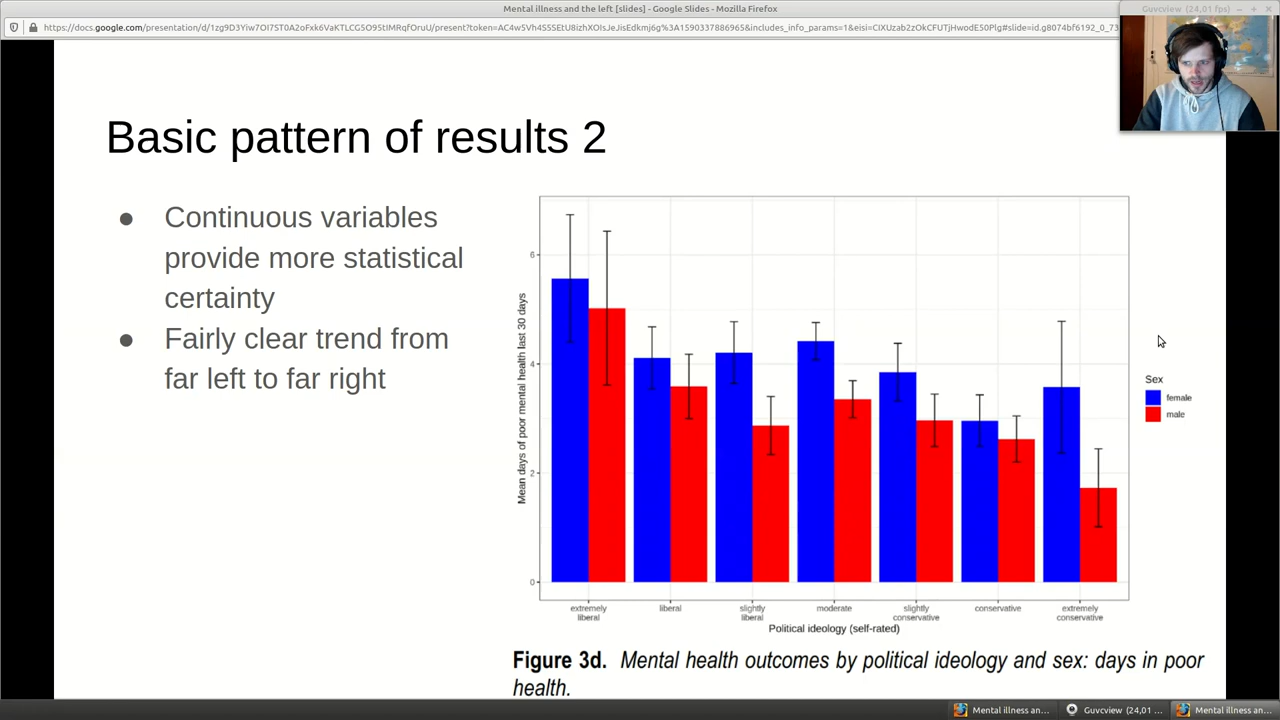 Mental illness and the left [slides] - Google Slides - Mozilla Firefox
Guvcview (24,01 fps)
Basic pattern of results 2
● Continuous variables
provide more statistical
certainty
● Fairly clear trend from
far left to far right
Mean days of poor mental health last 30 days
6
4
2
0
extremely liberal
liberal
slightly liberal
moderate
slightly conservative
conservative
extremely conservative
Political ideology (self-rated)
Sex
female
male
Figure 3d. Mental health outcomes by political ideology and sex: days in poor
health.
Mental illness an...
Guvcview (24,01 ...
Mental illness an...